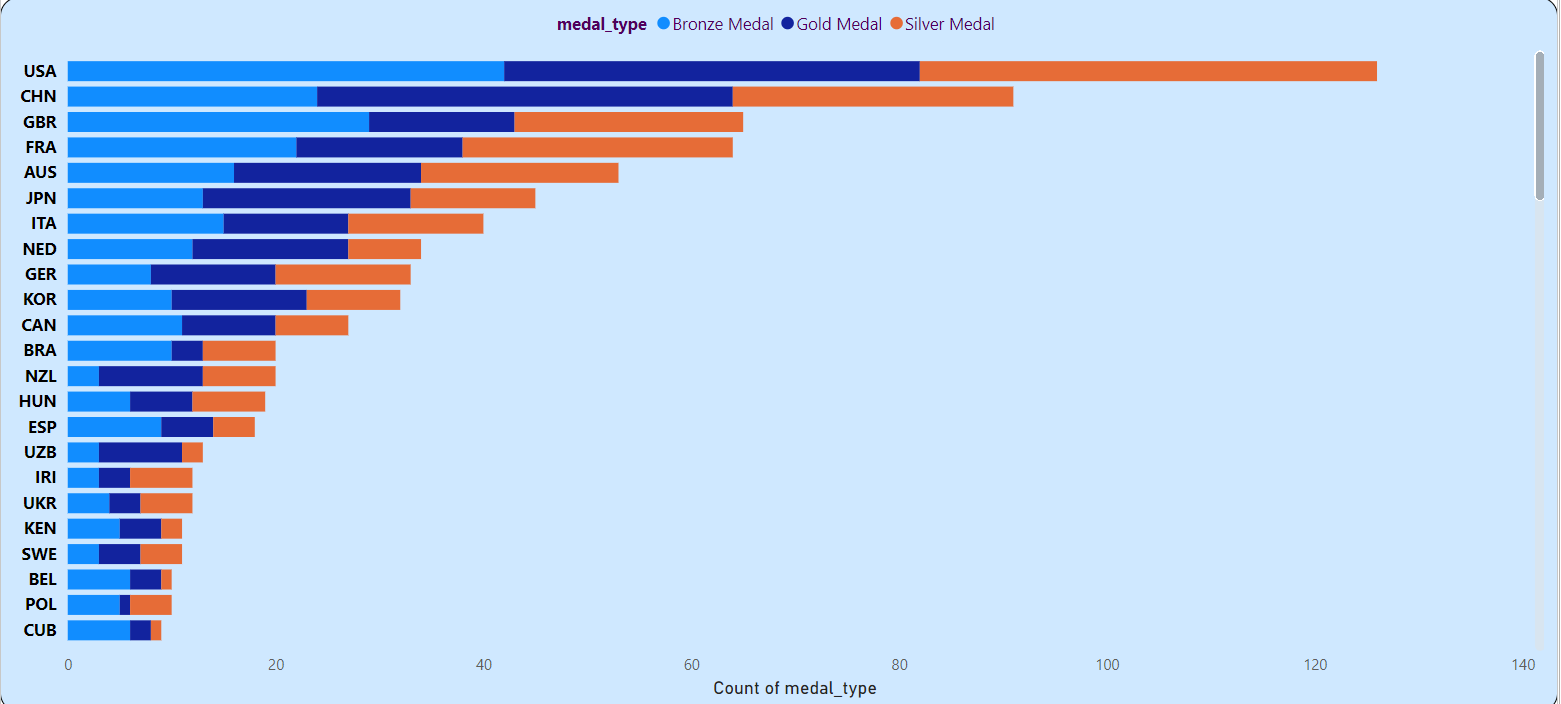 medal_type Bronze Medal Gold Medal Silver Medal
USA
CHN
GBR
FRA
AUS
JPN
ITA
NED
GER
KOR
CAN
BRA
NZL
HUN
ESP
UZB
IRI
UKR
KEN
SWE
BEL
POL
CUB
0 20 40 60 80 100 120 140
Count of medal_type